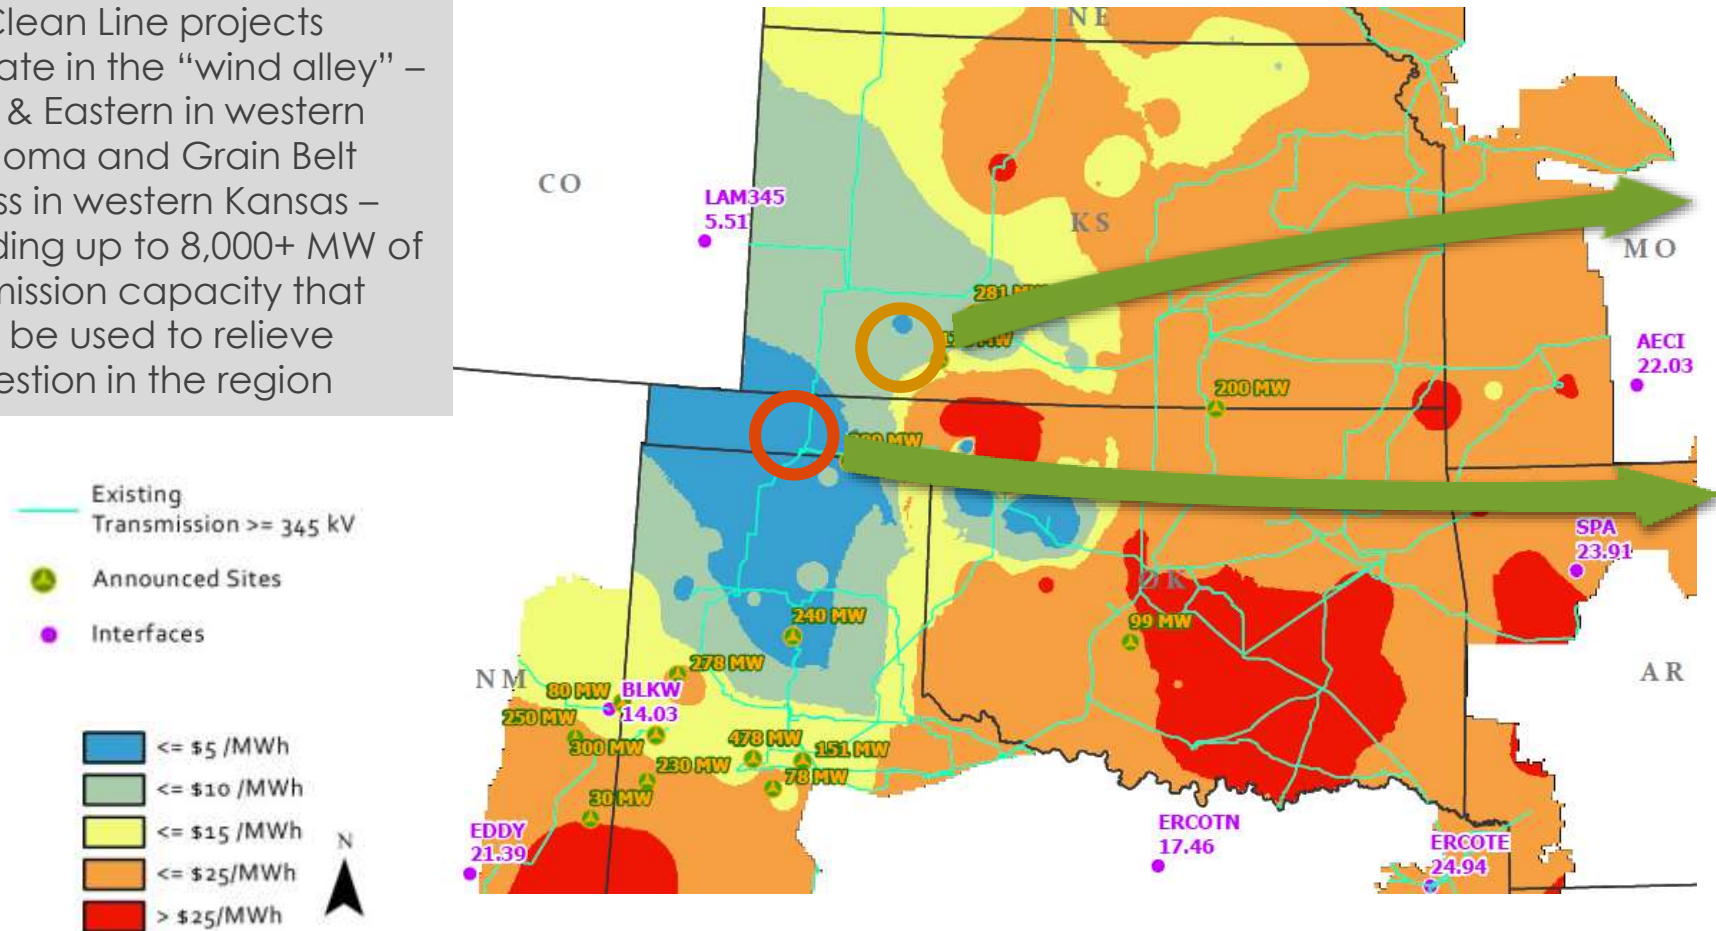 Clean Line projects
ate in the “wind alley” –
& Eastern in western
oma and Grain Belt
ss in western Kansas –
ding up to 8,000+ MW of
mission capacity that
be used to relieve
estion in the region
NE
CO
LAM345
5.51
KS
MO
281 MW
AECI
22.03
200 MW
MW
Existing
Transmission >= 345 kV
Announced Sites
Interfaces
SPA
23.91
OK
99 MW
240 MW
AR
NM
278 MW
80 MW
BLKW
14.03
250 MW
300 MW
478 MW
151 MW
230 MW
78 MW
30 MW
<= $5 /MWh
<= $10 /MWh
<= $15 /MWh
<= $25/MWh
> $25/MWh
N
EDDY
21.39
ERCOTN
17.46
ERCOTE
24.94